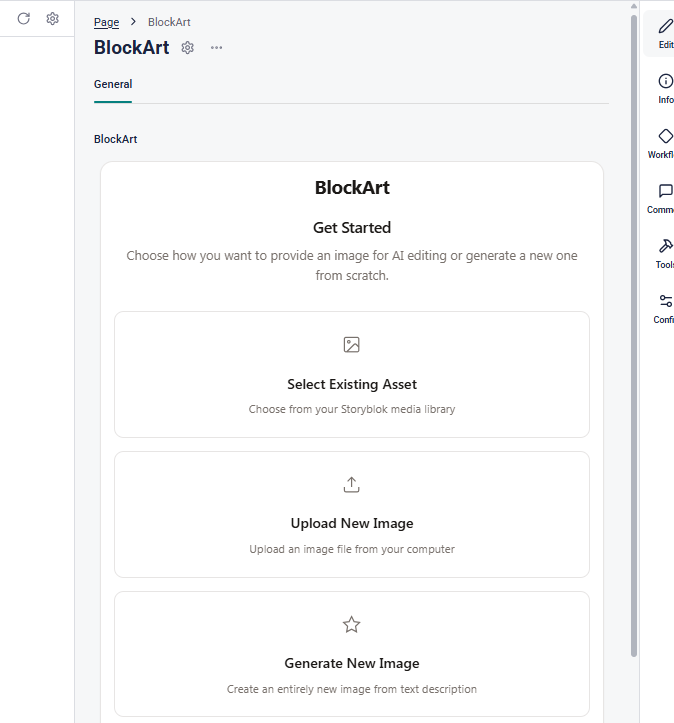 Page > BlockArt
BlockArt
General
BlockArt
BlockArt
Get Started
Choose how you want to provide an image for AI editing or generate a new one
from scratch.
Select Existing Asset
Choose from your Storyblok media library
Upload New Image
Upload an image file from your computer
Generate New Image
Create an entirely new image from text description
Edit
Info
Workfl
Comme
Tools
Confi